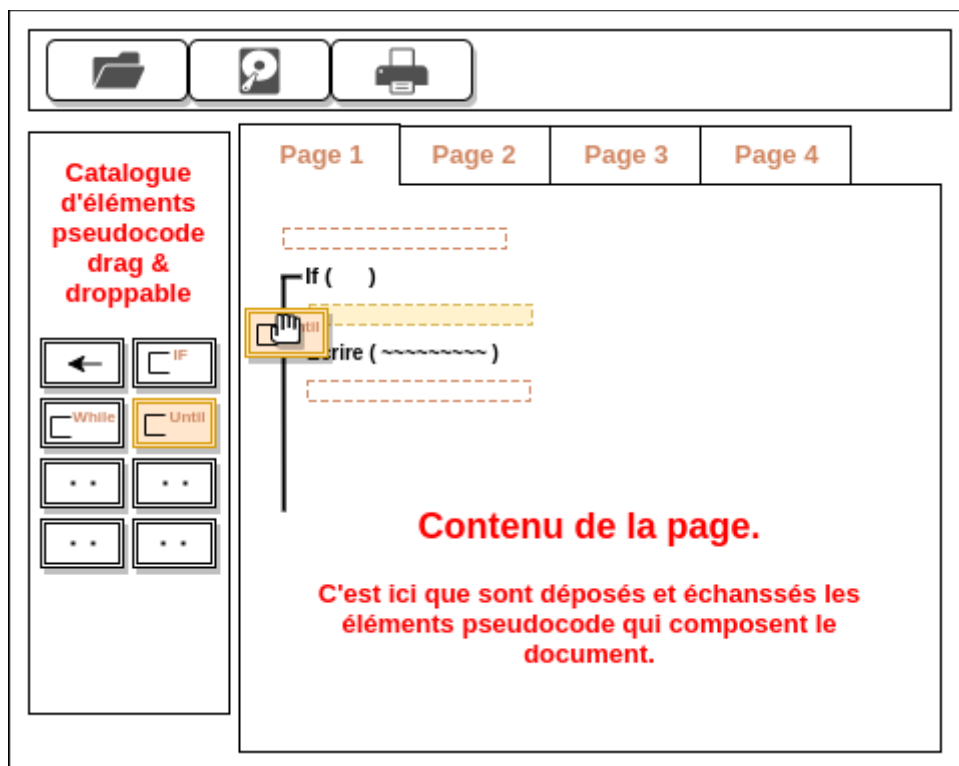 Page 1
Page 2
Page 3
Page 4
Catalogue
d'éléments
pseudocode
drag &
droppable
IF
While
Until
If (     )
Ecrire ( ~~~~~~~~~ )
Contenu de la page.
C'est ici que sont déposés et échanssés les
éléments pseudocode qui composent le
document.